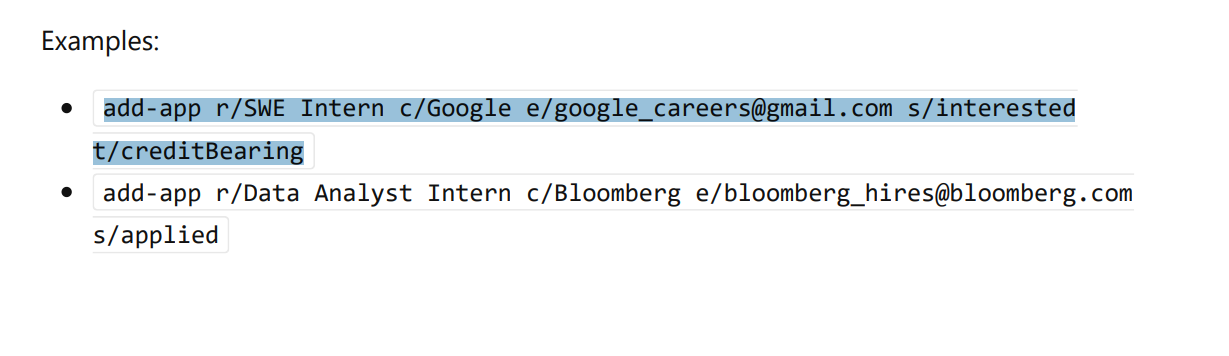 Examples:
add-app r/SWE Intern c/Google e/google_careers@gmail.com s/interested
t/creditBearing
add-app r/Data Analyst Intern c/Bloomberg e/bloomberg_hires@bloomberg.com
s/applied